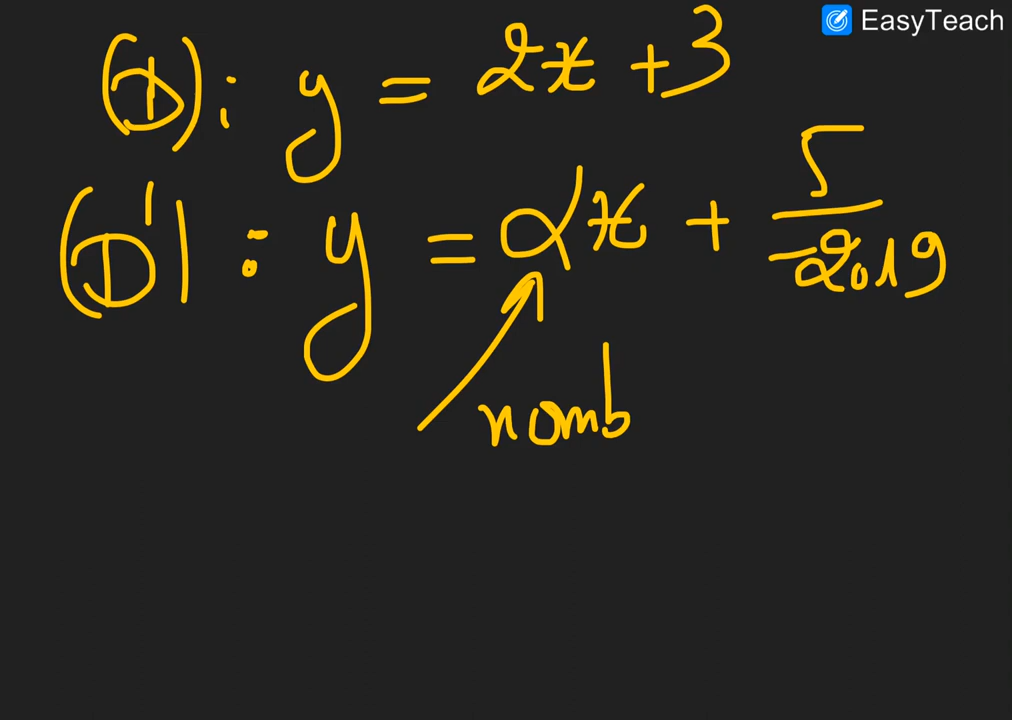 EasyTeach
(D): y = 2x + 3
(D'): y = αx + 5/-2019
nomb